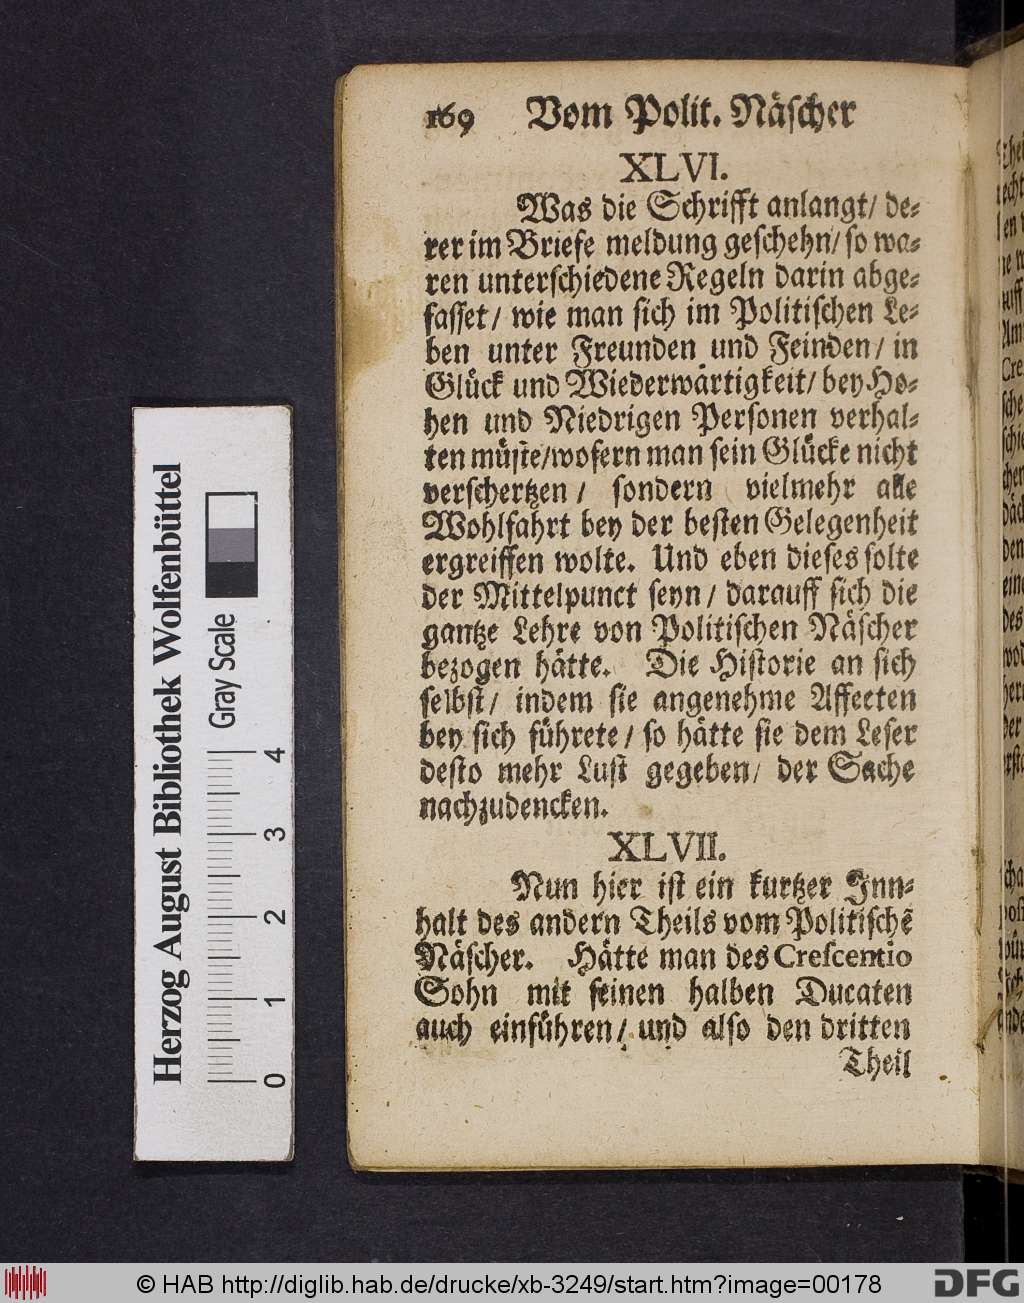 169 Vom Polit. Näſcher
XLVI.
Was die Schrifft anlangt/ de⸗
rer im Briefe meldung geſchehn/ ſo wa⸗
ren unterſchiedene Regeln darin abge⸗
faſſet/ wie man ſich im Politiſchen Le⸗
ben unter Freunden und Feinden/ in
Glück und Wiederwärtigkeit/ bey Ho⸗
hen und Niedrigen Perſonen verhal⸗
ten müſte/wofern man ſein Glücke nicht
verſchertzen/ ſondern vielmehr alle
Wohlfahrt bey der beſten Gelegenheit
ergreiffen wolte. Und eben dieſes ſolte
der Mittelpunct ſeyn/ darauff ſich die
gantze Lehre von Politiſchen Näſcher
bezogen hätte. Die Hiſtorie an ſich
ſelbſt/ indem ſie angenehme Affecten
bey ſich führete/ ſo hätte ſie dem Leſer
deſto mehr Luſt gegeben/ der Sache
nachzudencken.
XLVII.
Nun hier iſt ein kurtzer Inn⸗
halt des andern Theils vom Politiſchẽ
Näſcher. Hätte man des Creſcentio
Sohn mit ſeinen halben Ducaten
auch einführen/ und alſo den dritten
Theil
Herzog August Bibliothek Wolfenbüttel
Gray Scale
0 1 2 3 4
© HAB http://diglib.hab.de/drucke/xb-3249/start.htm?image=00178
DFG